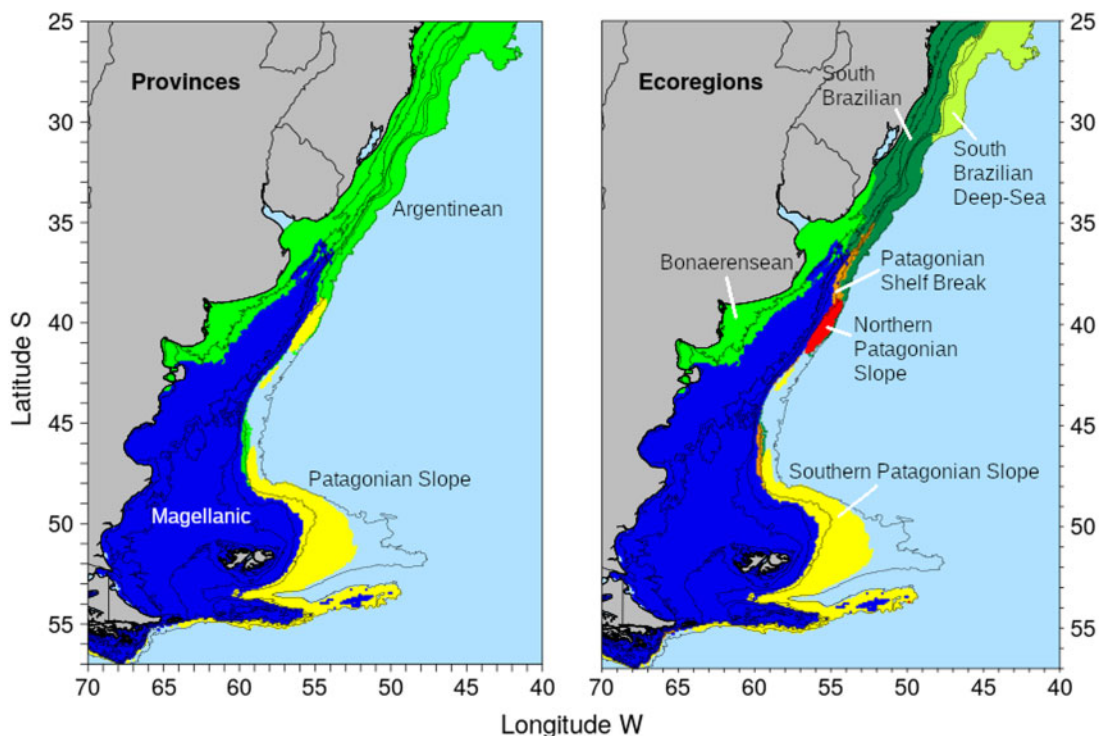 Provinces
Argentinean
Patagonian Slope
Magellanic
25
30
35
40
45
50
55
70
65
60
55
50
45
40
Latitude S
Ecoregions
South
Brazilian
South
Brazilian
Deep-Sea
Bonaerensean
Patagonian
Shelf Break
Northern
Patagonian
Slope
Southern Patagonian Slope
25
30
35
40
45
50
55
70
65
60
55
50
45
40
Longitude W